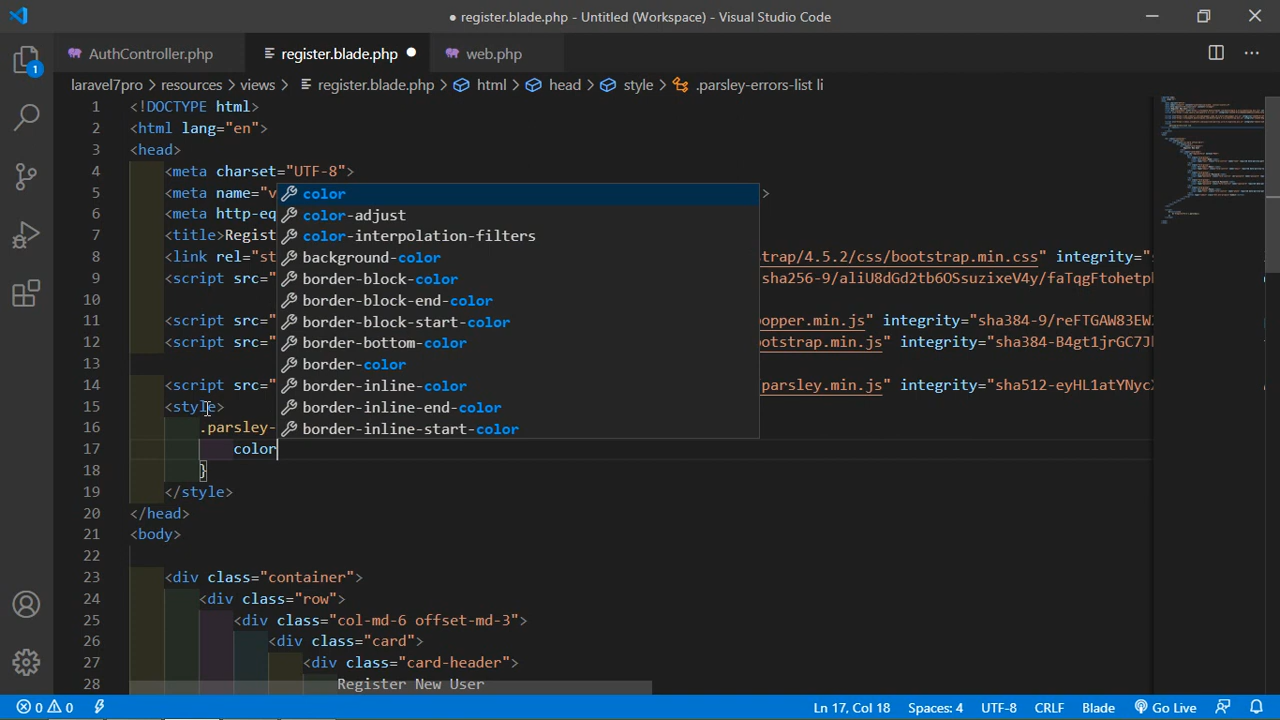 ● register.blade.php - Untitled (Workspace) - Visual Studio Code
AuthController.php register.blade.php ● web.php
laravel7pro > resources > views > register.blade.php > html > head > style > .parsley-errors-list li
1 <!DOCTYPE html>
2 <html lang="en">
3 <head>
4 <meta charset="UTF-8">
5 <meta name="v >
6 <meta http-eq
7 <title>Regist
8 <link rel="st strap/4.5.2/css/bootstrap.min.css" integrity="
9 <script src=" sha256-9/aliU8dGd2tb6OSsuzixeV4y/faTqgFtohetp
10
11 <script src=" popper.min.js" integrity="sha384-9/reFTGAW83EW
12 <script src=" ootstrap.min.js" integrity="sha384-B4gt1jrGC7J
13
14 <script src=" parsley.min.js" integrity="sha512-eyHL1atYNyc
15 <style>
16 .parsley-
17 color
18 }
19 </style>
20 </head>
21 <body>
22
23 <div class="container">
24 <div class="row">
25 <div class="col-md-6 offset-md-3">
26 <div class="card">
27 <div class="card-header">
28 Register New User
color
color-adjust
color-interpolation-filters
background-color
border-block-color
border-block-end-color
border-block-start-color
border-bottom-color
border-color
border-inline-color
border-inline-end-color
border-inline-start-color
1
0 0 Ln 17, Col 18 Spaces: 4 UTF-8 CRLF Blade Go Live